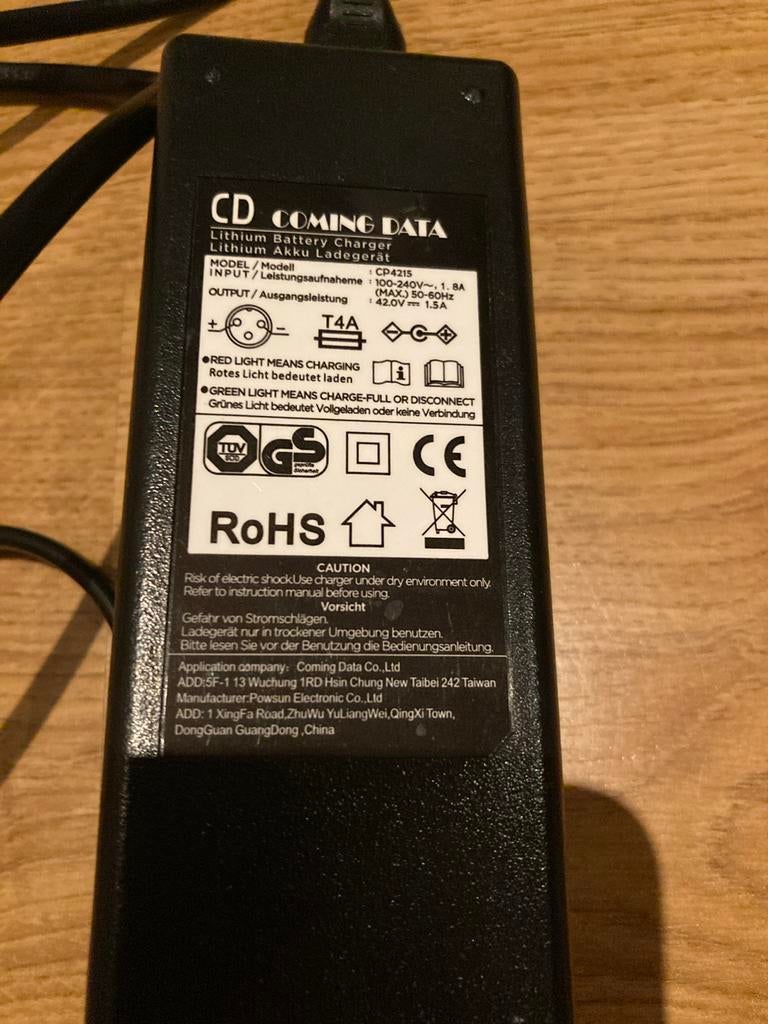 CD COMING DATA
Lithium Battery Charger
Lithium Akku Ladegerät
MODEL / Modell : CP4215
INPUT / Leistungsaufnaheme : 100-240V~, 1. 8A
(MAX.) 50-60Hz
OUTPUT / Ausgangsleistung : 42.0V 1.5A
+ - T4A - C +
●RED LIGHT MEANS CHARGING
Rotes Licht bedeutet laden
●GREEN LIGHT MEANS CHARGE-FULL OR DISCONNECT
Grünes Licht bedeutet Vollgeladen oder keine Verbindung
TUV SUD GS geprüfte Sicherheit CE
RoHS
CAUTION
Risk of electric shock.Use charger under dry environment only.
Refer to instruction manual before using.
Vorsicht
Gefahr von Stromschlägen.
Ladegerät nur in trockener Umgebung benutzen.
Bitte lesen Sie vor der Benutzung die Bedienungsanleitung.
Application company: Coming Data Co.,Ltd
ADD:5F-1 13 Wuchung 1RD Hsin Chung New Taibei 242 Taiwan
Manufacturer:Powsun Electronic Co.,Ltd
ADD: 1 XingFa Road,ZhuWu YuLiangWei,QingXi Town,
DongGuan GuangDong ,China